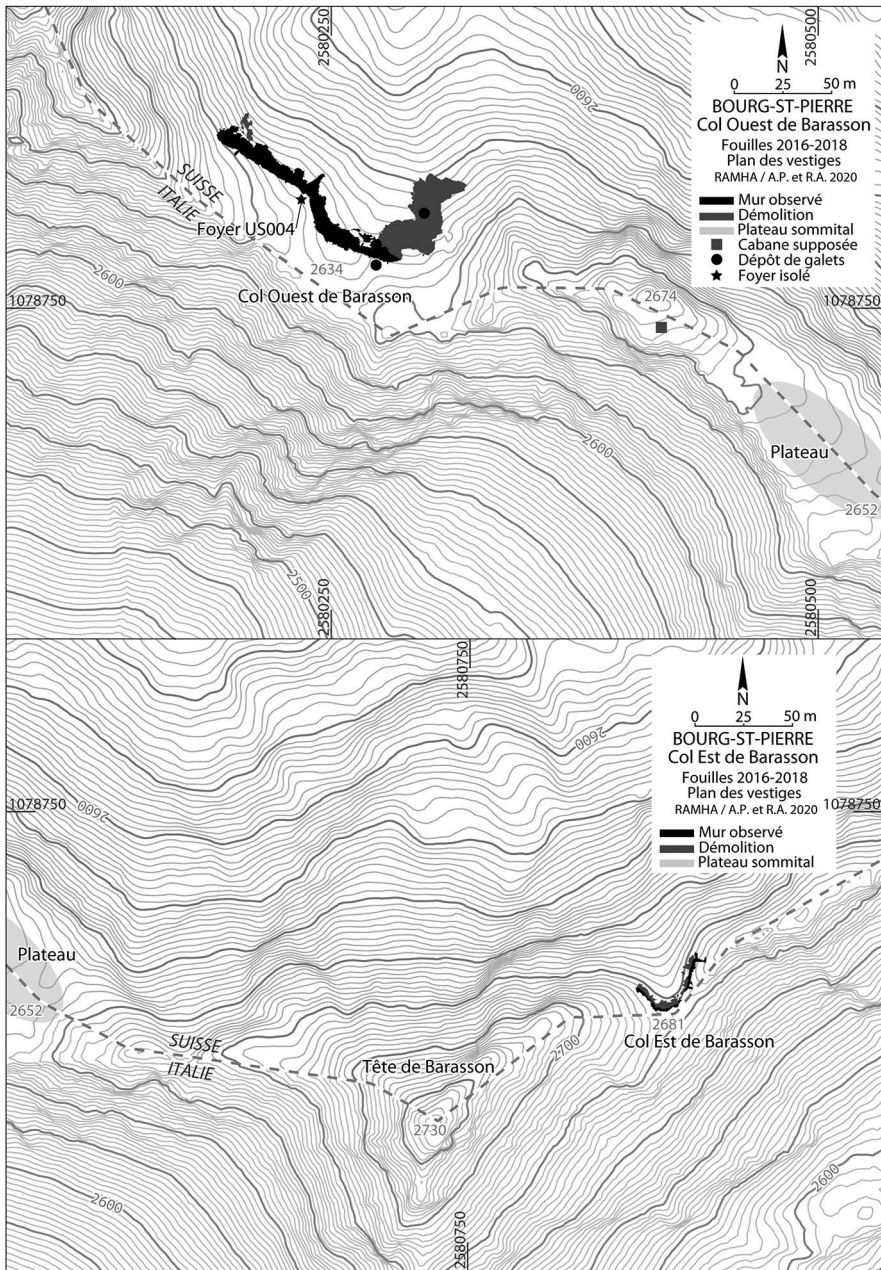 2580250
2580500
N
0 25 50 m
BOURG-ST-PIERRE
Col Ouest de Barasson
Fouilles 2016-2018
Plan des vestiges
RAMHA / A.P. et R.A. 2020
Mur observé
Démolition
Plateau sommital
Cabane supposée
Dépôt de galets
Foyer isolé
2600
SUISSE
ITALIE
Foyer US004
2634
2600
Col Ouest de Barasson
2674
1078750
1078750
2600
Plateau
2652
2500
2580250
2580500
2580750
N
0 25 50 m
BOURG-ST-PIERRE
Col Est de Barasson
Fouilles 2016-2018
Plan des vestiges
RAMHA / A.P. et R.A. 2020
Mur observé
Démolition
Plateau sommital
2600
1078750
1078750
2600
Plateau
2652
SUISSE
ITALIE
2681
Col Est de Barasson
2700
Tête de Barasson
2730
2600
2600
2580750